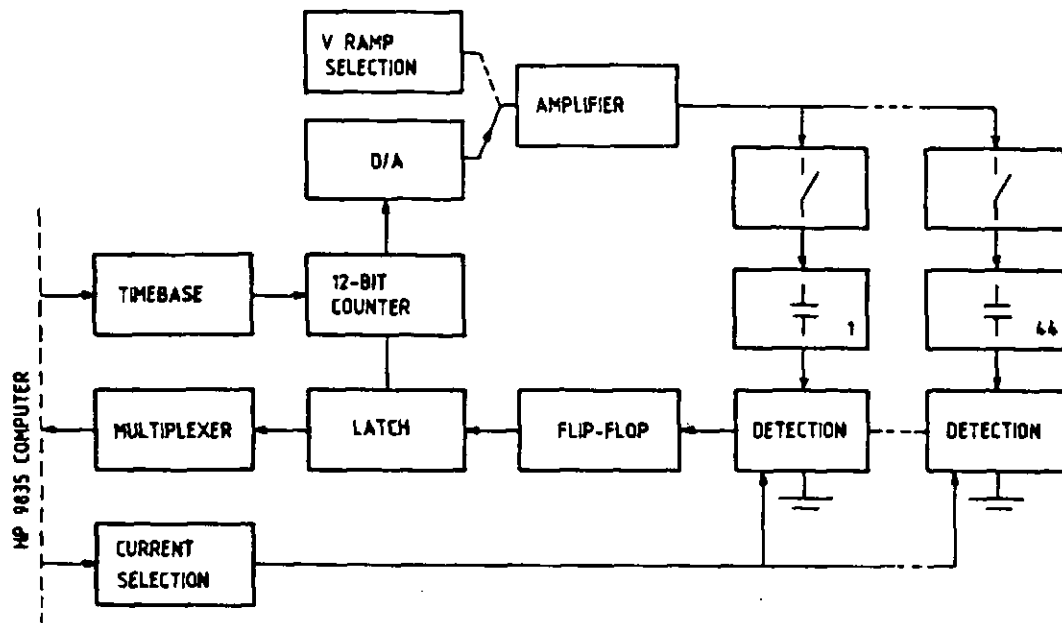 V RAMP
SELECTION
AMPLIFIER
D/A
TIMEBASE
12-BIT
COUNTER
1
44
HP 9835 COMPUTER
MULTIPLEXER
LATCH
FLIP-FLOP
DETECTION
DETECTION
CURRENT
SELECTION